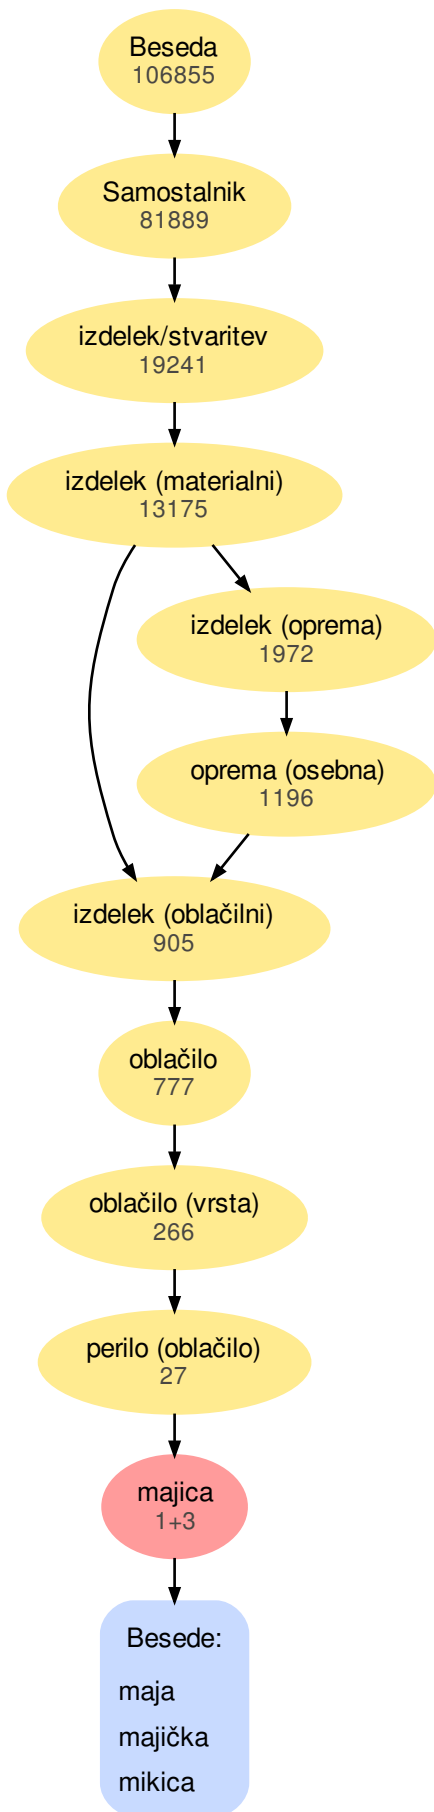 Beseda
106855
Samostalnik
81889
izdelek/stvaritev
19241
izdelek (materialni)
13175
izdelek (oprema)
1972
oprema (osebna)
1196
izdelek (oblačilni)
905
oblačilo
777
oblačilo (vrsta)
266
perilo (oblačilo)
27
majica
1+3
Besede:
maja
majička
mikica